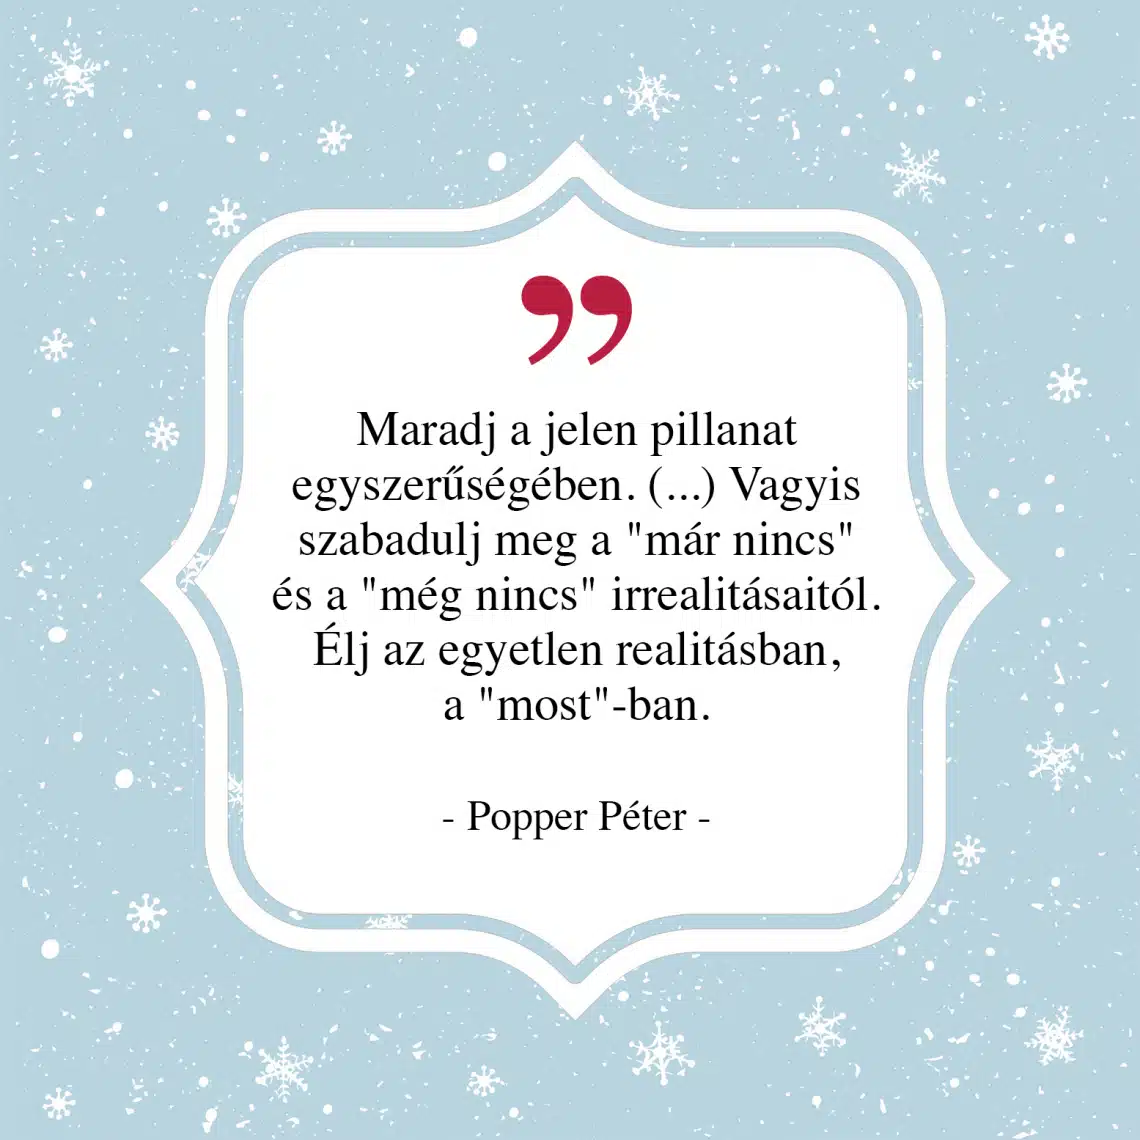 ”
Maradj a jelen pillanat
egyszerűségében. (...) Vagyis
szabadulj meg a "már nincs"
és a "még nincs" irrealitásaitól.
Élj az egyetlen realitásban,
a "most"-ban.
- Popper Péter -